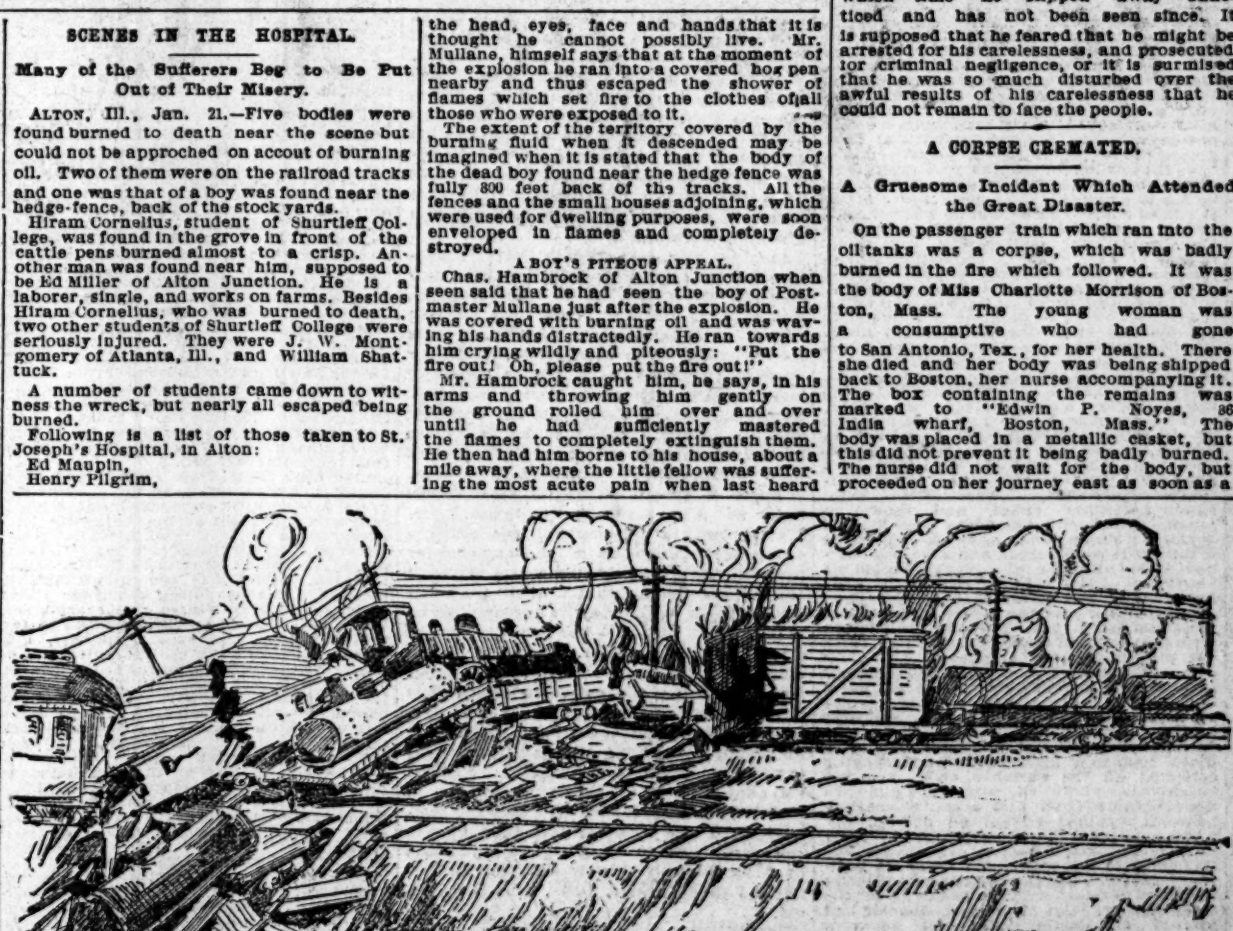 SCENES IN THE HOSPITAL.
Many of the Sufferers Beg to Be Put
Out of Their Misery.
ALTON, Ill., Jan. 21.—Five bodies were
found burned to death near the scene but
could not be approched on accout of burning
oil. Two of them were on the railroad tracks
and one was that of a boy was found near the
hedge-fence, back of the stock yards.
Hiram Cornelius, student of Shurtleff Col-
lege, was found in the grove in front of the
cattle pens burned almost to a crisp. An-
other man was found near him, supposed to
be Ed Miller of Alton Junction. He is a
laborer, single, and works on farms. Besides
Hiram Cornelius, who was burned to death,
two other students of Shurtleff College were
seriously injured. They were J. W. Mont-
gomery of Atlanta, Ill., and William Shat-
tuck.
A number of students came down to wit-
ness the wreck, but nearly all escaped being
burned.
Following is a list of those taken to St.
Joseph's Hospital, in Alton:
Ed Maupin,
Henry Pilgrim,
the head, eyes, face and hands that it is
thought he cannot possibly live. Mr.
Mullane, himself says that at the moment of
the explosion he ran into a covered hog pen
nearby and thus escaped the shower of
flames which set fire to the clothes of all
those who were exposed to it.
The extent of the territory covered by the
burning fluid when it descended may be
imagined when it is stated that the body of
the dead boy found near the hedge fence was
fully 800 feet back of the tracks. All the
fences and the small houses adjoining, which
were used for dwelling purposes, were soon
enveloped in flames and completely de-
stroyed.
A BOY'S PITEOUS APPEAL.
Chas. Hambrock of Alton Junction when
seen said that he had seen the boy of Post-
master Mullane just after the explosion. He
was covered with burning oil and was wav-
ing his hands distractedly. He ran towards
him crying wildly and piteously: "Put the
fire out! Oh, please put the fire out!"
Mr. Hambrock caught him, he says, in his
arms and throwing him gently on
the ground rolled him over and over
until he had sufficiently mastered
the flames to completely extinguish them.
He then had him borne to his house, about a
mile away, where the little fellow was suffer-
ing the most acute pain when last heard
ticed and has not been seen since. It
is supposed that he feared that he might be
arrested for his carelessness, and prosecuted
for criminal negligence, or it is surmised
that he was so much disturbed over the
awful results of his carelessness that he
could not remain to face the people.
A CORPSE CREMATED.
A Gruesome Incident Which Attended
the Great Disaster.
On the passenger train which ran into the
oil tanks was a corpse, which was badly
burned in the fire which followed. It was
the body of Miss Charlotte Morrison of Bos-
ton, Mass. The young woman was
a consumptive who had gone
to San Antonio, Tex., for her health. There
she died and her body was being shipped
back to Boston, her nurse accompanying it.
The box containing the remains was
marked to "Edwin P. Noyes, 36
India wharf, Boston, Mass." The
body was placed in a metallic casket, but
this did not prevent it being badly burned.
The nurse did not wait for the body, but
proceeded on her journey east as soon as a